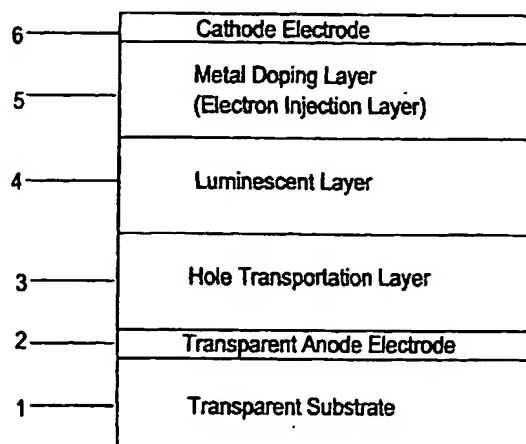 6 Cathode Electrode
5 Metal Doping Layer
(Electron Injection Layer)
4 Luminescent Layer
3 Hole Transportation Layer
2 Transparent Anode Electrode
1 Transparent Substrate